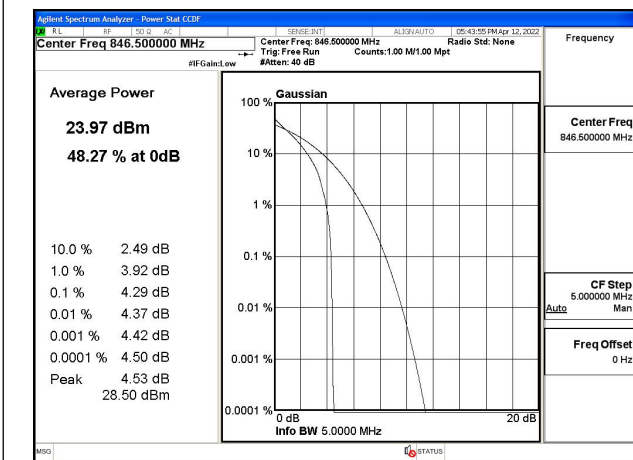 Agilent Spectrum Analyzer - Power Stat CCDF
RL RF 50 Ω AC SENSE:INT ALIGN AUTO 05:43:55 PM Apr 12, 2022
Center Freq 846.500000 MHz
Center Freq: 846.500000 MHz Radio Std: None
Trig: Free Run Counts:1.00 M/1.00 Mpt
#IFGain:Low #Atten: 40 dB
Frequency
Average Power
23.97 dBm
48.27 % at 0dB
10.0 % 2.49 dB
1.0 % 3.92 dB
0.1 % 4.29 dB
0.01 % 4.37 dB
0.001 % 4.42 dB
0.0001 % 4.50 dB
Peak 4.53 dB
28.50 dBm
Gaussian
100 %
10 %
1 %
0.1 %
0.01 %
0.001 %
0.0001 %
0 dB 20 dB
Info BW 5.0000 MHz
Center Freq
846.500000 MHz
CF Step
5.000000 MHz
Auto Man
Freq Offset
0 Hz
MSG STATUS